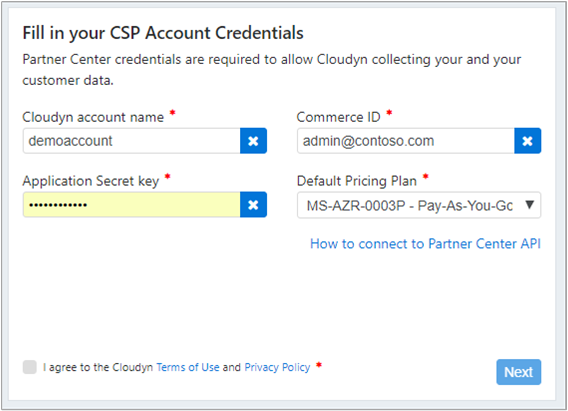 Fill in your CSP Account Credentials
Partner Center credentials are required to allow Cloudyn collecting your and your
customer data.
Cloudyn account name *
Commerce ID *
demoaccount
admin@contoso.com
Application Secret key *
Default Pricing Plan *
••••••••••••
MS-AZR-0003P - Pay-As-You-Go
How to connect to Partner Center API
I agree to the Cloudyn Terms of Use and Privacy Policy *
Next